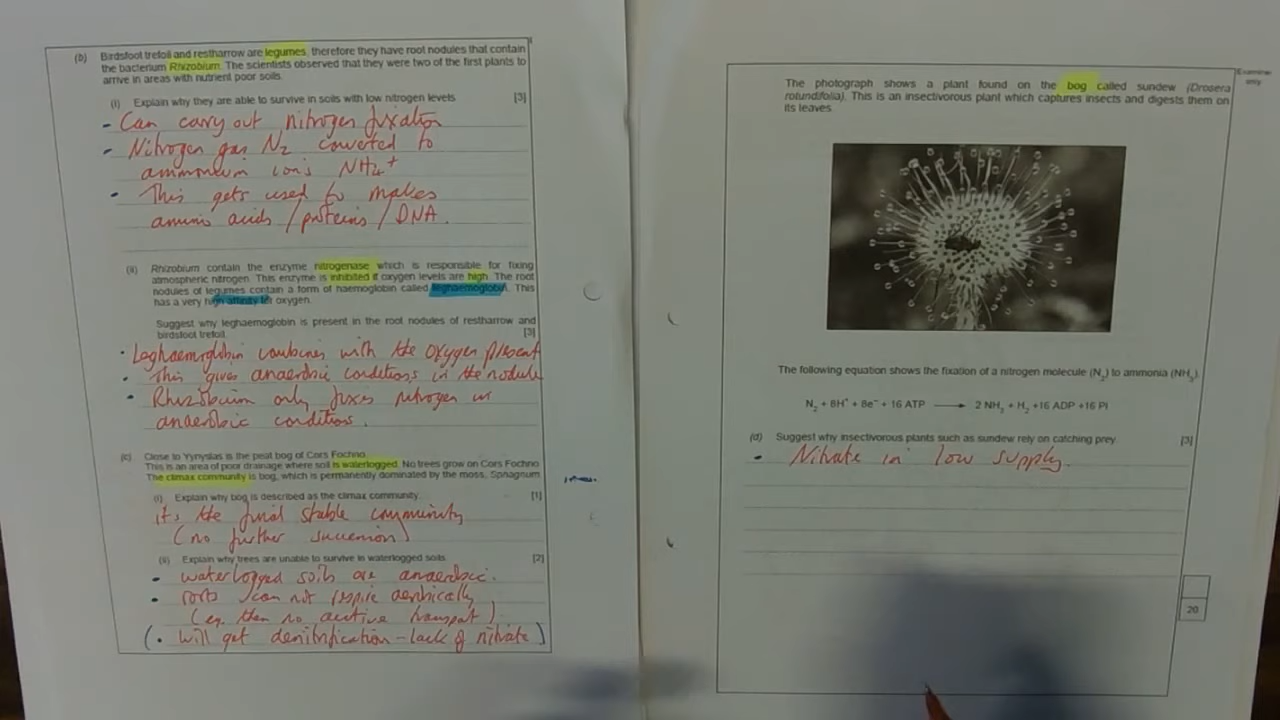 (b) Birdsfoot trefoil and restharrow are legumes, therefore they have root nodules that contain
the bacterium Rhizobium. The scientists observed that they were two of the first plants to
arrive in areas with nutrient poor soils.
(i) Explain why they are able to survive in soils with low nitrogen levels. [3]
- Can carry out nitrogen fixation
- Nitrogen gas N2 converted to
ammonium ions NH4+
• This gets used to makes
amino acids / proteins / DNA.
(ii) Rhizobium contain the enzyme nitrogenase which is responsible for fixing
atmospheric nitrogen. This enzyme is inhibited if oxygen levels are high. The root
nodules of legumes contain a form of haemoglobin called leghaemoglobin. This
has a very high affinity for oxygen.
Suggest why leghaemoglobin is present in the root nodules of restharrow and
birdsfoot trefoil. [3]
• Leghaemoglobin combines with the oxygen present
• This gives anaerobic conditions in the nodule
• Rhizobium only fixes nitrogen in
anaerobic conditions.
(c) Close to Ynyslas is the peat bog of Cors Fochno.
This is an area of poor drainage where soil is waterlogged. No trees grow on Cors Fochno.
The climax community is bog, which is permanently dominated by the moss, Sphagnum.
(i) Explain why bog is described as the climax community. [1]
it's the final stable community
(no further succession)
(ii) Explain why trees are unable to survive in waterlogged soils. [2]
• waterlogged soils are anaerobic.
• roots can not respire aerobically
(eg. then no active transport)
(• will get denitrification - lack of nitrate)
Examiner
only
The photograph shows a plant found on the bog called sundew (Drosera
rotundifolia). This is an insectivorous plant which captures insects and digests them on
its leaves.
The following equation shows the fixation of a nitrogen molecule (N2) to ammonia (NH3).
N2 + 8H+ + 8e- + 16 ATP → 2 NH3 + H2 +16 ADP +16 Pi
(d) Suggest why insectivorous plants such as sundew rely on catching prey. [3]
• Nitrate in low supply.
20